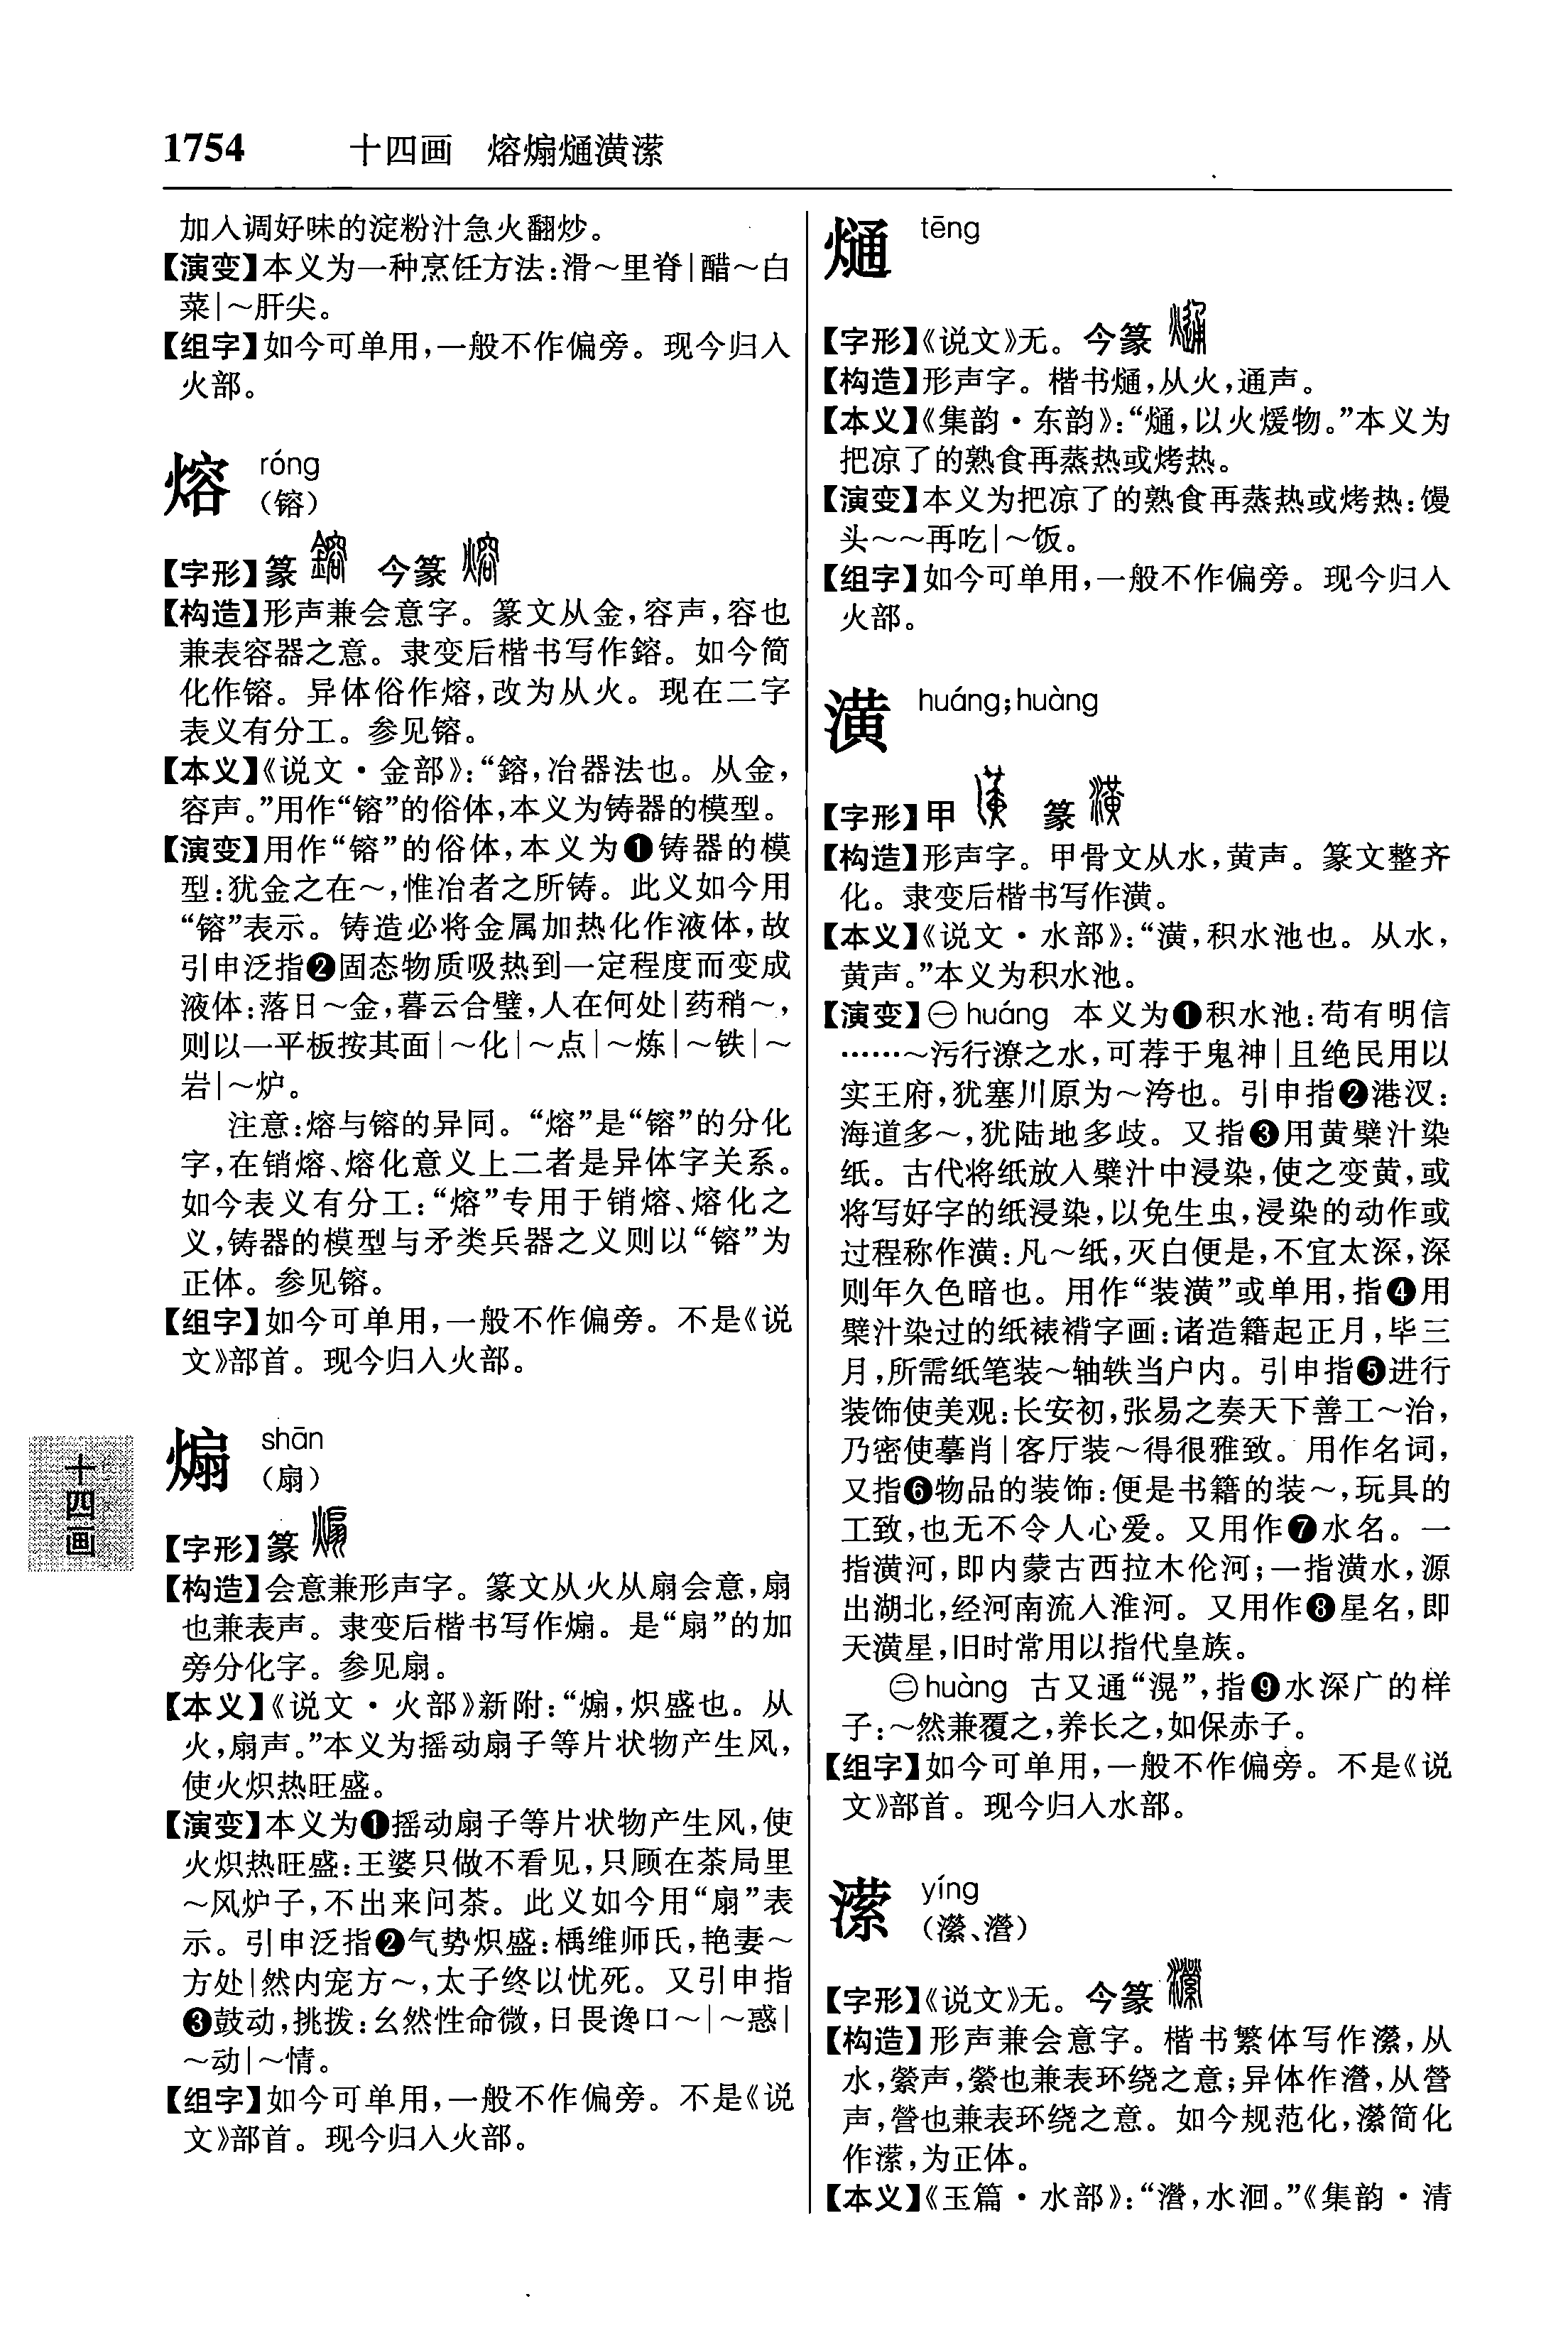 1754 十四画 熔煽熥潢潆
加入调好味的淀粉汁急火翻炒。
【演变】本义为一种烹饪方法:滑～里脊|醋～白
菜|～肝尖。
【组字】如今可单用,一般不作偏旁。现今归入
火部。
熔 róng
(镕)
【字形】篆 今篆
【构造】形声兼会意字。篆文从金,容声,容也
兼表容器之意。隶变后楷书写作鎔。如今简
化作镕。异体俗作熔,改为从火。现在二字
表义有分工。参见镕。
【本义】《说文·金部》:“鎔,冶器法也。从金,
容声。”用作“镕”的俗体,本义为铸器的模型。
【演变】用作“镕”的俗体,本义为❶铸器的模
型:犹金之在～,惟冶者之所铸。此义如今用
“镕”表示。铸造必将金属加热化作液体,故
引申泛指❷固态物质吸热到一定程度而变成
液体:落日～金,暮云合璧,人在何处|药稍～,
则以一平板按其面|～化|～点|～炼|～铁|～
岩|～炉。
注意:熔与镕的异同。“熔”是“镕”的分化
字,在销熔、熔化意义上二者是异体字关系。
如今表义有分工:“熔”专用于销熔、熔化之
义,铸器的模型与矛类兵器之义则以“镕”为
正体。参见镕。
【组字】如今可单用,一般不作偏旁。不是《说
文》部首。现今归入火部。
煽 shān
(扇)
【字形】篆
【构造】会意兼形声字。篆文从火从扇会意,扇
也兼表声。隶变后楷书写作煽。是“扇”的加
旁分化字。参见扇。
【本义】《说文·火部》新附:“煽,炽盛也。从
火,扇声。”本义为摇动扇子等片状物产生风,
使火炽热旺盛。
【演变】本义为❶摇动扇子等片状物产生风,使
火炽热旺盛:王婆只做不看见,只顾在茶局里
～风炉子,不出来问茶。此义如今用“扇”表
示。引申泛指❷气势炽盛:楀维师氏,艳妻～
方处|然内宠方～,太子终以忧死。又引申指
❸鼓动,挑拨:幺然性命微,日畏谗口～|～惑|
～动|～情。
【组字】如今可单用,一般不作偏旁。不是《说
文》部首。现今归入火部。
十四画
熥 tēng
【字形】《说文》无。今篆
【构造】形声字。楷书熥,从火,通声。
【本义】《集韵·东韵》:“熥,以火煖物。”本义为
把凉了的熟食再蒸热或烤热。
【演变】本义为把凉了的熟食再蒸热或烤热:馒
头～～再吃|～饭。
【组字】如今可单用,一般不作偏旁。现今归入
火部。
潢 huáng;huàng
【字形】甲 篆
【构造】形声字。甲骨文从水,黄声。篆文整齐
化。隶变后楷书写作潢。
【本义】《说文·水部》:“潢,积水池也。从水,
黄声。”本义为积水池。
【演变】㊀huáng 本义为❶积水池:苟有明信
……～污行潦之水,可荐于鬼神|且绝民用以
实王府,犹塞川原为～洿也。引申指❷港汊:
海道多～,犹陆地多歧。又指❸用黄檗汁染
纸。古代将纸放入檗汁中浸染,使之变黄,或
将写好字的纸浸染,以免生虫,浸染的动作或
过程称作潢:凡～纸,灭白便是,不宜太深,深
则年久色暗也。用作“装潢”或单用,指❹用
檗汁染过的纸裱褙字画:诸造籍起正月,毕三
月,所需纸笔装～轴轶当户内。引申指❺进行
装饰使美观:长安初,张易之奏天下善工～治,
乃密使摹肖|客厅装～得很雅致。用作名词,
又指❻物品的装饰:便是书籍的装～,玩具的
工致,也无不令人心爱。又用作❼水名。一
指潢河,即内蒙古西拉木伦河;一指潢水,源
出湖北,经河南流入淮河。又用作❽星名,即
天潢星,旧时常用以指代皇族。
㊁huàng 古又通“滉”,指❾水深广的样
子:～然兼覆之,养长之,如保赤子。
【组字】如今可单用,一般不作偏旁。不是《说
文》部首。现今归入水部。
潆 yíng
(瀠、濳)
【字形】《说文》无。今篆
【构造】形声兼会意字。楷书繁体写作瀠,从
水,縈声,縈也兼表环绕之意;异体作瀯,从營
声,營也兼表环绕之意。如今规范化,瀠简化
作潆,为正体。
【本义】《玉篇·水部》:“瀯,水洄。”《集韵·清